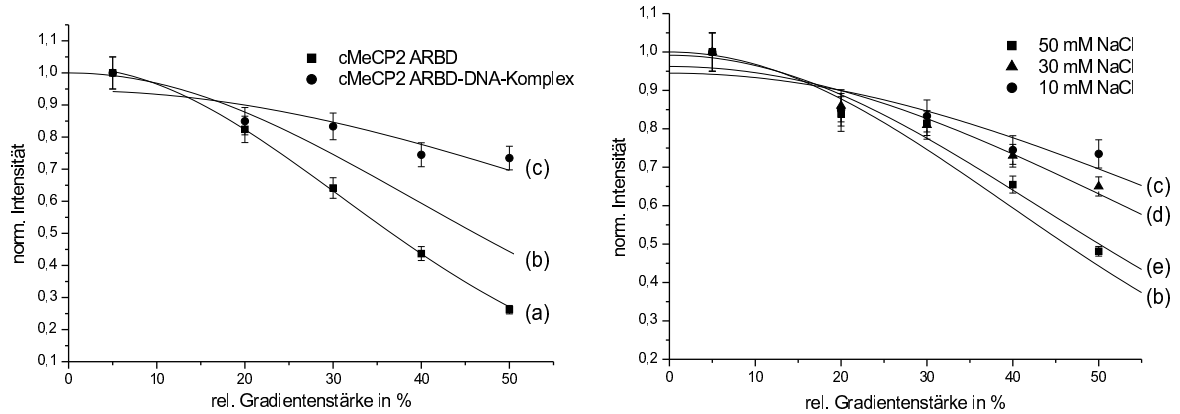 1,1
1,0
0,9
0,8
0,7
0,6
0,5
0,4
0,3
0,2
0,1
norm. Intensität
cMeCP2 ARBD
cMeCP2 ARBD-DNA-Komplex
(c)
(b)
(a)
0 10 20 30 40 50
rel. Gradientenstärke in %
1,1
1,0
0,9
0,8
0,7
0,6
0,5
0,4
0,3
0,2
norm. Intensität
50 mM NaCl
30 mM NaCl
10 mM NaCl
(c)
(d)
(e)
(b)
0 10 20 30 40 50
rel. Gradientenstärke in %